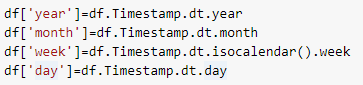 df['year']=df.Timestamp.dt.year
df['month']=df.Timestamp.dt.month
df['week']=df.Timestamp.dt.isocalendar().week
df['day']=df.Timestamp.dt.day